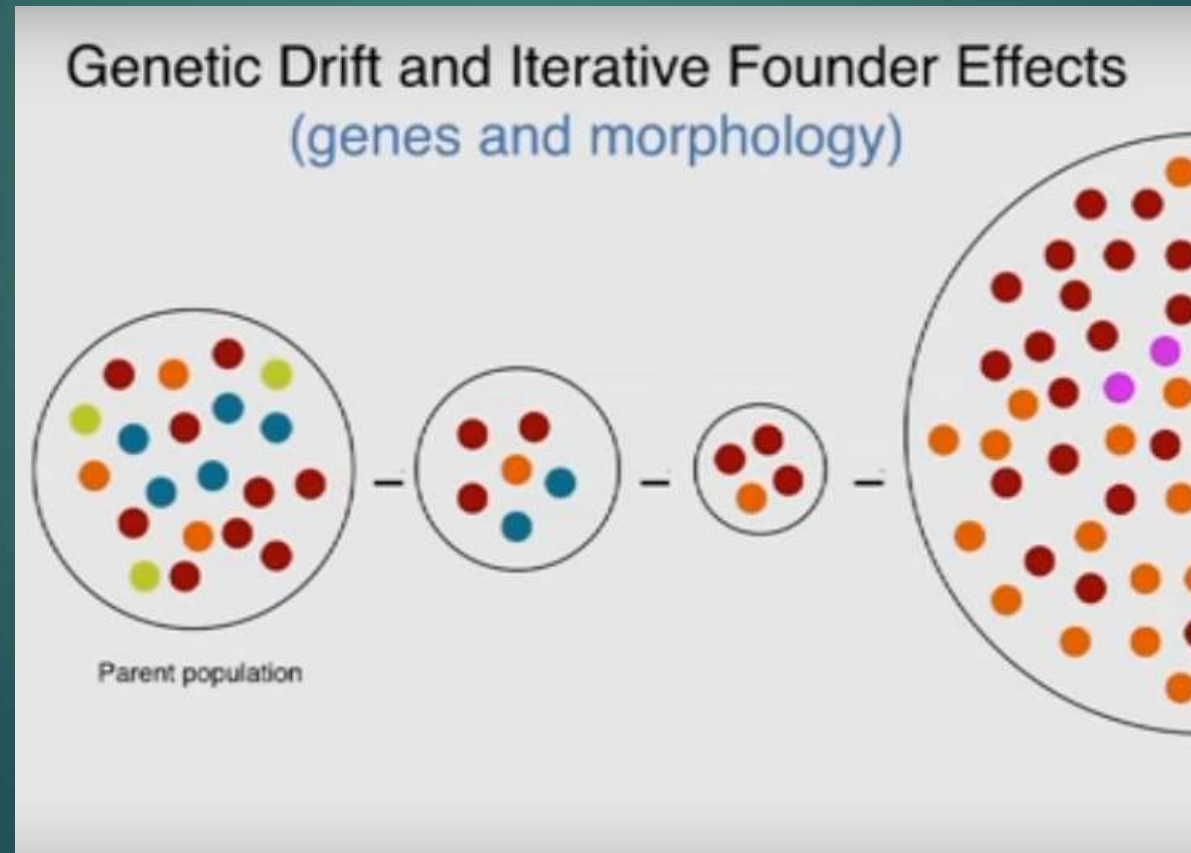 Genetic Drift and Iterative Founder Effects
(genes and morphology)
Parent population